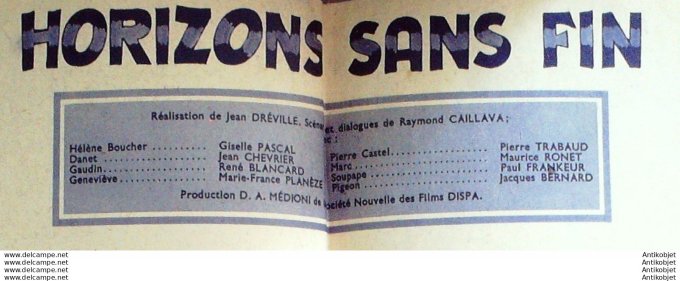 HORIZONS SANS FIN
Réalisation de Jean DRÉVILLE. Scéna et dialogues de Raymond CAILLAVA;
c :
Hélène Boucher .......... Giselle PASCAL
Danet .................... Jean CHEVRIER
Gaudin.................. René BLANCARD
Geneviève............... Marie-France PLANÈZE
Pierre Castel.................... Pierre TRABAUD
Marc............................ Maurice RONET
Soupape ........................ Paul FRANKEUR
Pigeon.......................... Jacques BERNARD
Production D. A. MÉDIONI de Société Nouvelle des Films DISPA.
www.delcampe.net
www.delcampe.net
www.delcampe.net
www.delcampe.net
Antikobjet
Antikobjet
Antikobjet
Antikobjet